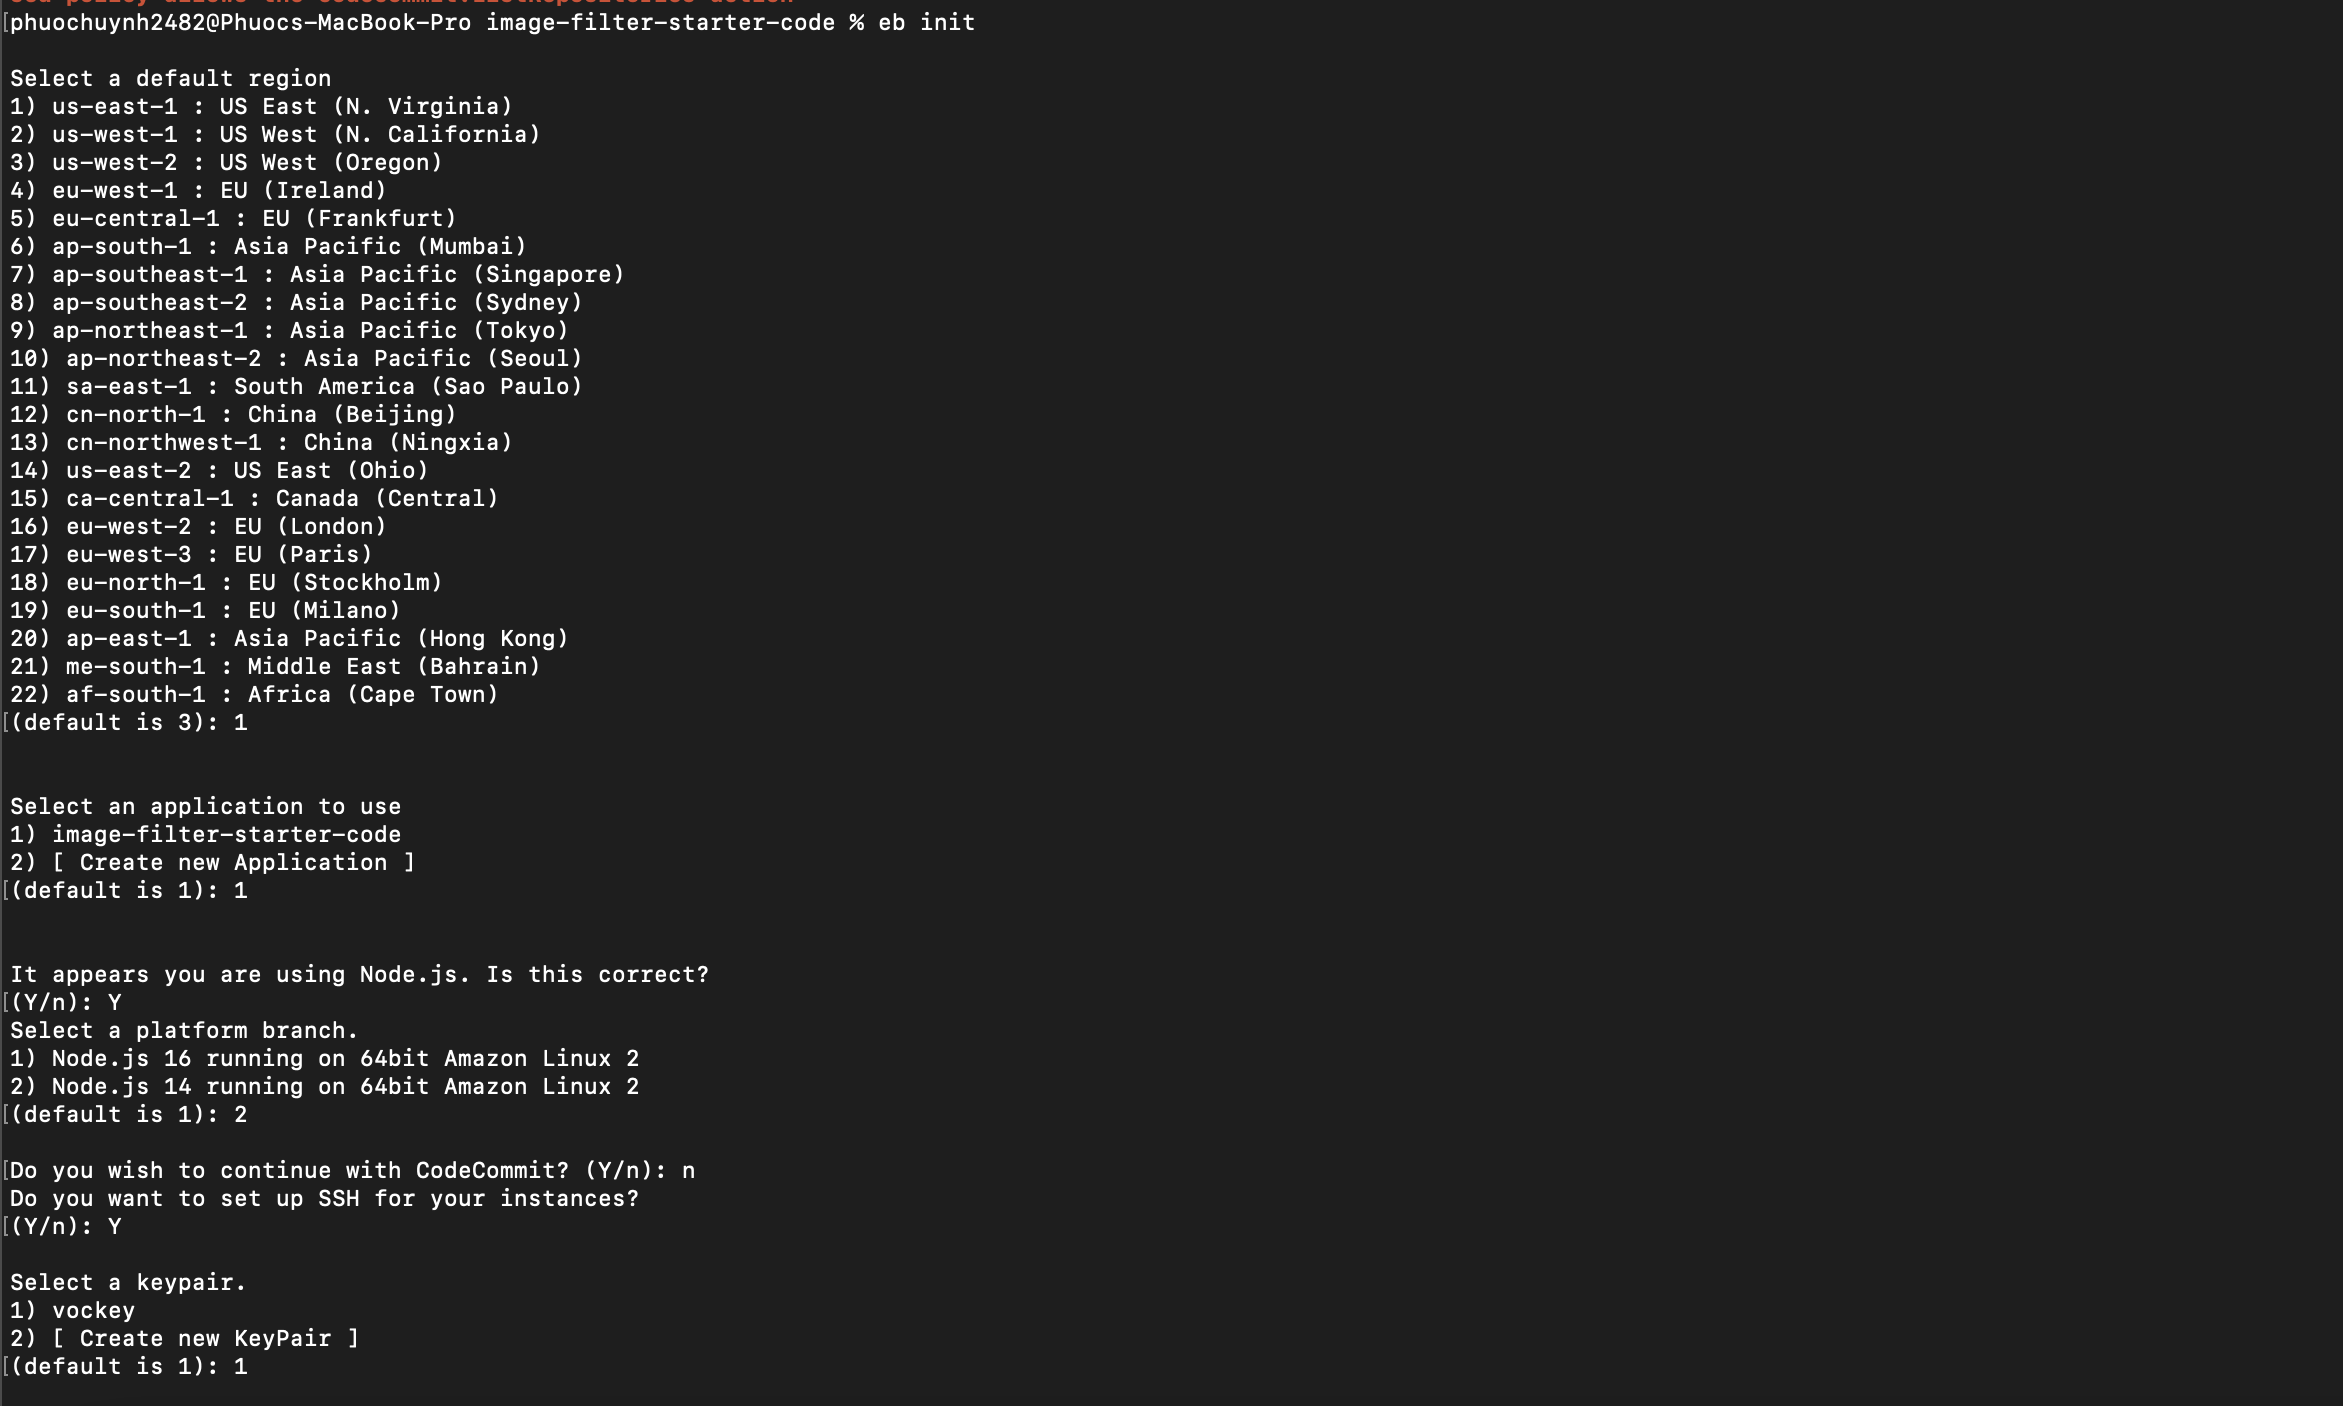 phuochuynh2482@Phuocs-MacBook-Pro image-filter-starter-code % eb init
Select a default region
1) us-east-1 : US East (N. Virginia)
2) us-west-1 : US West (N. California)
3) us-west-2 : US West (Oregon)
4) eu-west-1 : EU (Ireland)
5) eu-central-1 : EU (Frankfurt)
6) ap-south-1 : Asia Pacific (Mumbai)
7) ap-southeast-1 : Asia Pacific (Singapore)
8) ap-southeast-2 : Asia Pacific (Sydney)
9) ap-northeast-1 : Asia Pacific (Tokyo)
10) ap-northeast-2 : Asia Pacific (Seoul)
11) sa-east-1 : South America (Sao Paulo)
12) cn-north-1 : China (Beijing)
13) cn-northwest-1 : China (Ningxia)
14) us-east-2 : US East (Ohio)
15) ca-central-1 : Canada (Central)
16) eu-west-2 : EU (London)
17) eu-west-3 : EU (Paris)
18) eu-north-1 : EU (Stockholm)
19) eu-south-1 : EU (Milano)
20) ap-east-1 : Asia Pacific (Hong Kong)
21) me-south-1 : Middle East (Bahrain)
22) af-south-1 : Africa (Cape Town)
(default is 3): 1
Select an application to use
1) image-filter-starter-code
2) [ Create new Application ]
(default is 1): 1
It appears you are using Node.js. Is this correct?
(Y/n): Y
Select a platform branch.
1) Node.js 16 running on 64bit Amazon Linux 2
2) Node.js 14 running on 64bit Amazon Linux 2
(default is 1): 2
Do you wish to continue with CodeCommit? (Y/n): n
Do you want to set up SSH for your instances?
(Y/n): Y
Select a keypair.
1) vockey
2) [ Create new KeyPair ]
(default is 1): 1